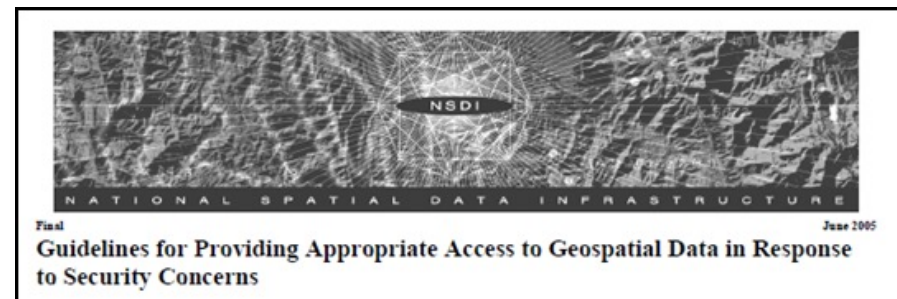 NSDI
NATIONAL SPATIAL DATA INFRASTRUCTURE
Final June 2005
Guidelines for Providing Appropriate Access to Geospatial Data in Response
to Security Concerns